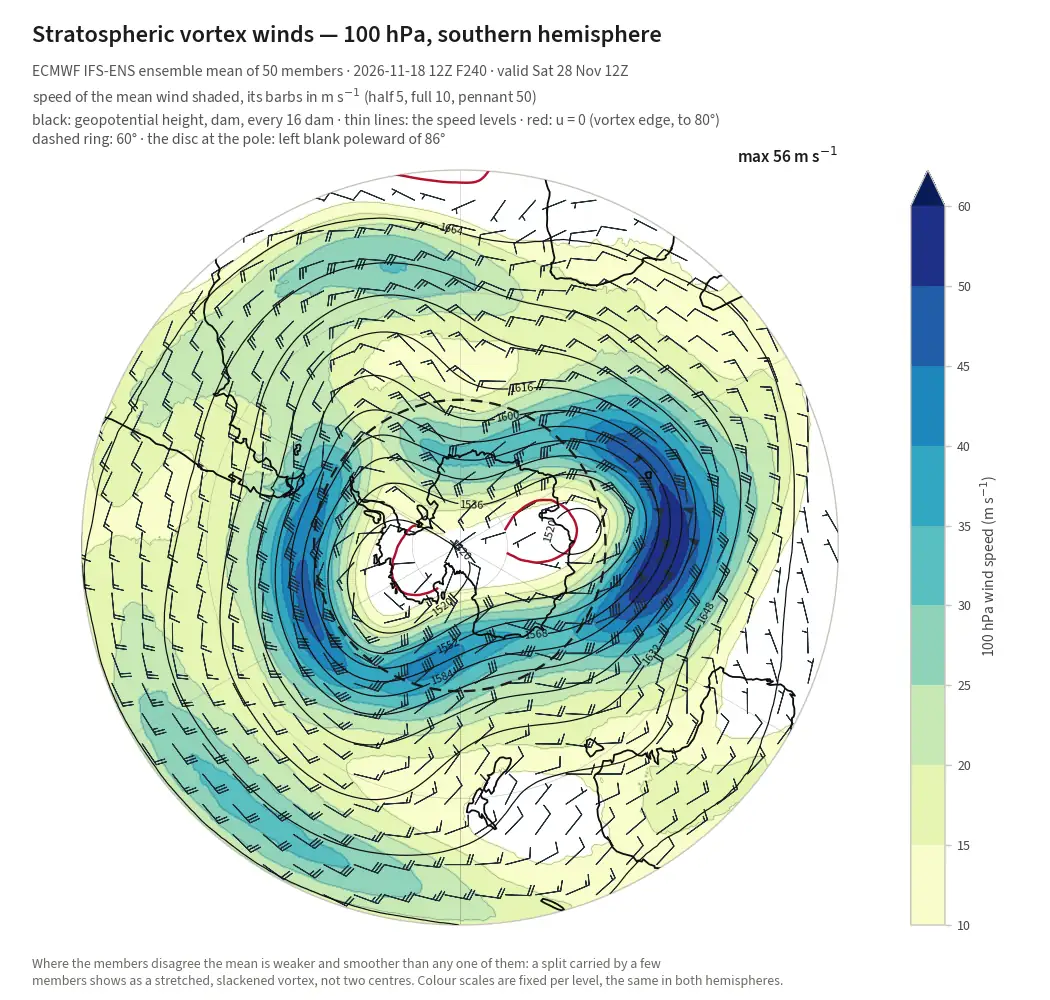 Stratospheric vortex winds — 100 hPa, southern hemisphere
ECMWF IFS-ENS ensemble mean of 50 members · 2026-11-18 12Z F240 · valid Sat 28 Nov 12Z
speed of the mean wind shaded, its barbs in m s⁻¹ (half 5, full 10, pennant 50)
black: geopotential height, dam, every 16 dam · thin lines: the speed levels · red: u = 0 (vortex edge, to 80°)
dashed ring: 60° · the disc at the pole: left blank poleward of 86°
max 56 m s⁻¹
1664
1616
1600
1536
1520
1520
1520
1568
1552
1584
1648
1632
60
50
45
40
35
30
25
20
15
10
100 hPa wind speed (m s⁻¹)
Where the members disagree the mean is weaker and smoother than any one of them: a split carried by a few
members shows as a stretched, slackened vortex, not two centres. Colour scales are fixed per level, the same in both hemispheres.